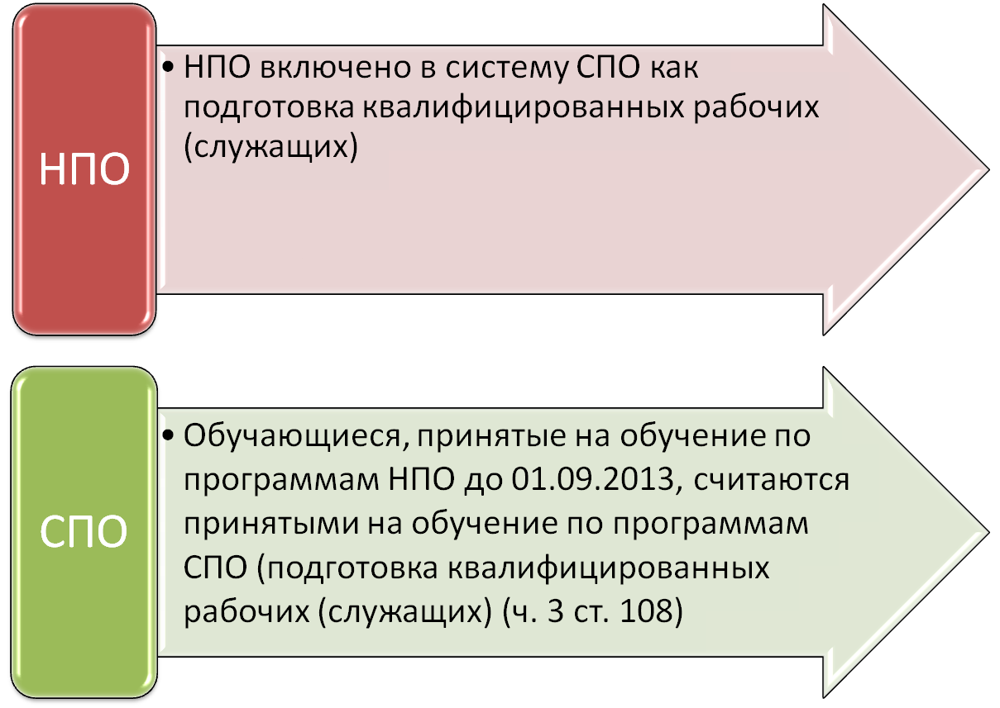 НПО
• НПО включено в систему СПО как
подготовка квалифицированных рабочих
(служащих)
СПО
• Обучающиеся, принятые на обучение по
программам НПО до 01.09.2013, считаются
принятыми на обучение по программам
СПО (подготовка квалифицированных
рабочих (служащих) (ч. 3 ст. 108)